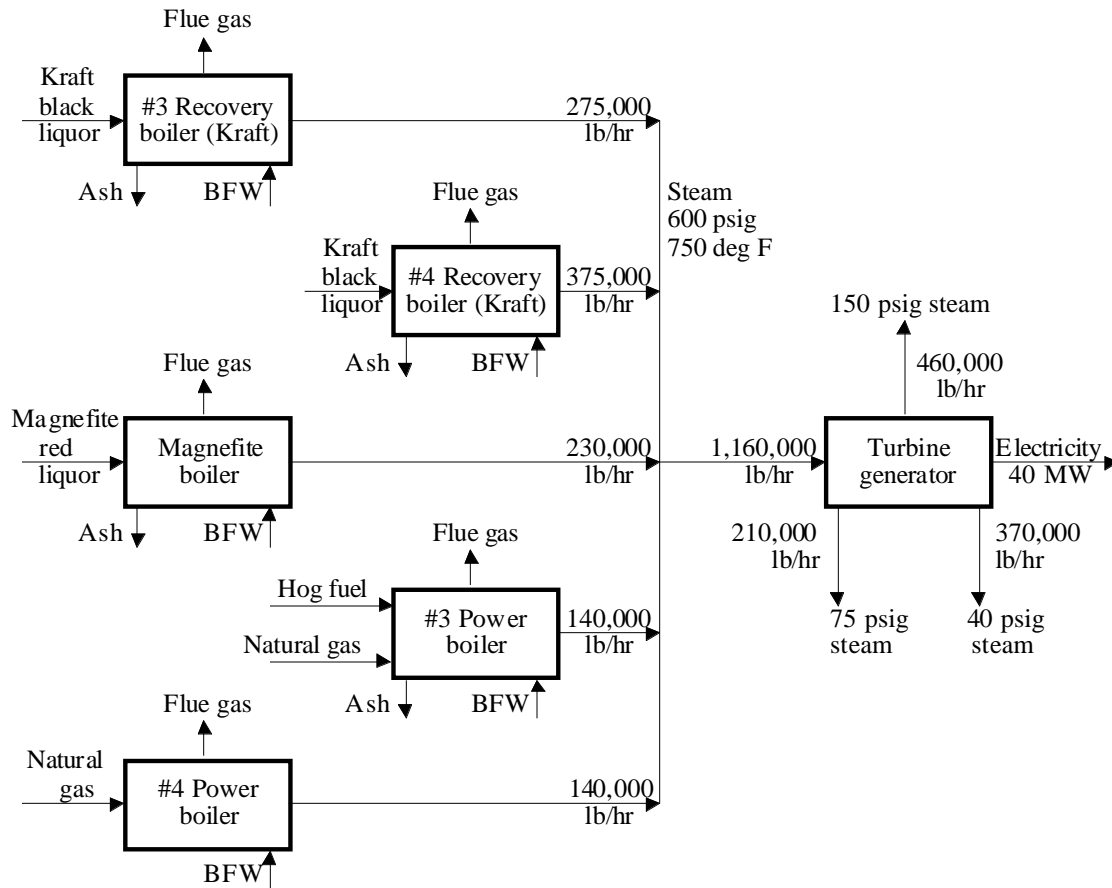 Flue gas
Kraft
black
liquor
#3 Recovery
boiler (Kraft)
275,000
lb/hr
Ash
BFW
Steam
600 psig
750 deg F
Flue gas
Kraft
black
liquor
#4 Recovery
boiler (Kraft)
375,000
lb/hr
Ash
BFW
150 psig steam
460,000
lb/hr
Flue gas
Magnefite
red
liquor
Magnefite
boiler
230,000
lb/hr
1,160,000
lb/hr
Turbine
generator
Electricity
40 MW
Ash
BFW
210,000
lb/hr
370,000
lb/hr
75 psig
steam
40 psig
steam
Flue gas
Hog fuel
Natural gas
#3 Power
boiler
140,000
lb/hr
Ash
BFW
Flue gas
Natural
gas
#4 Power
boiler
140,000
lb/hr
BFW